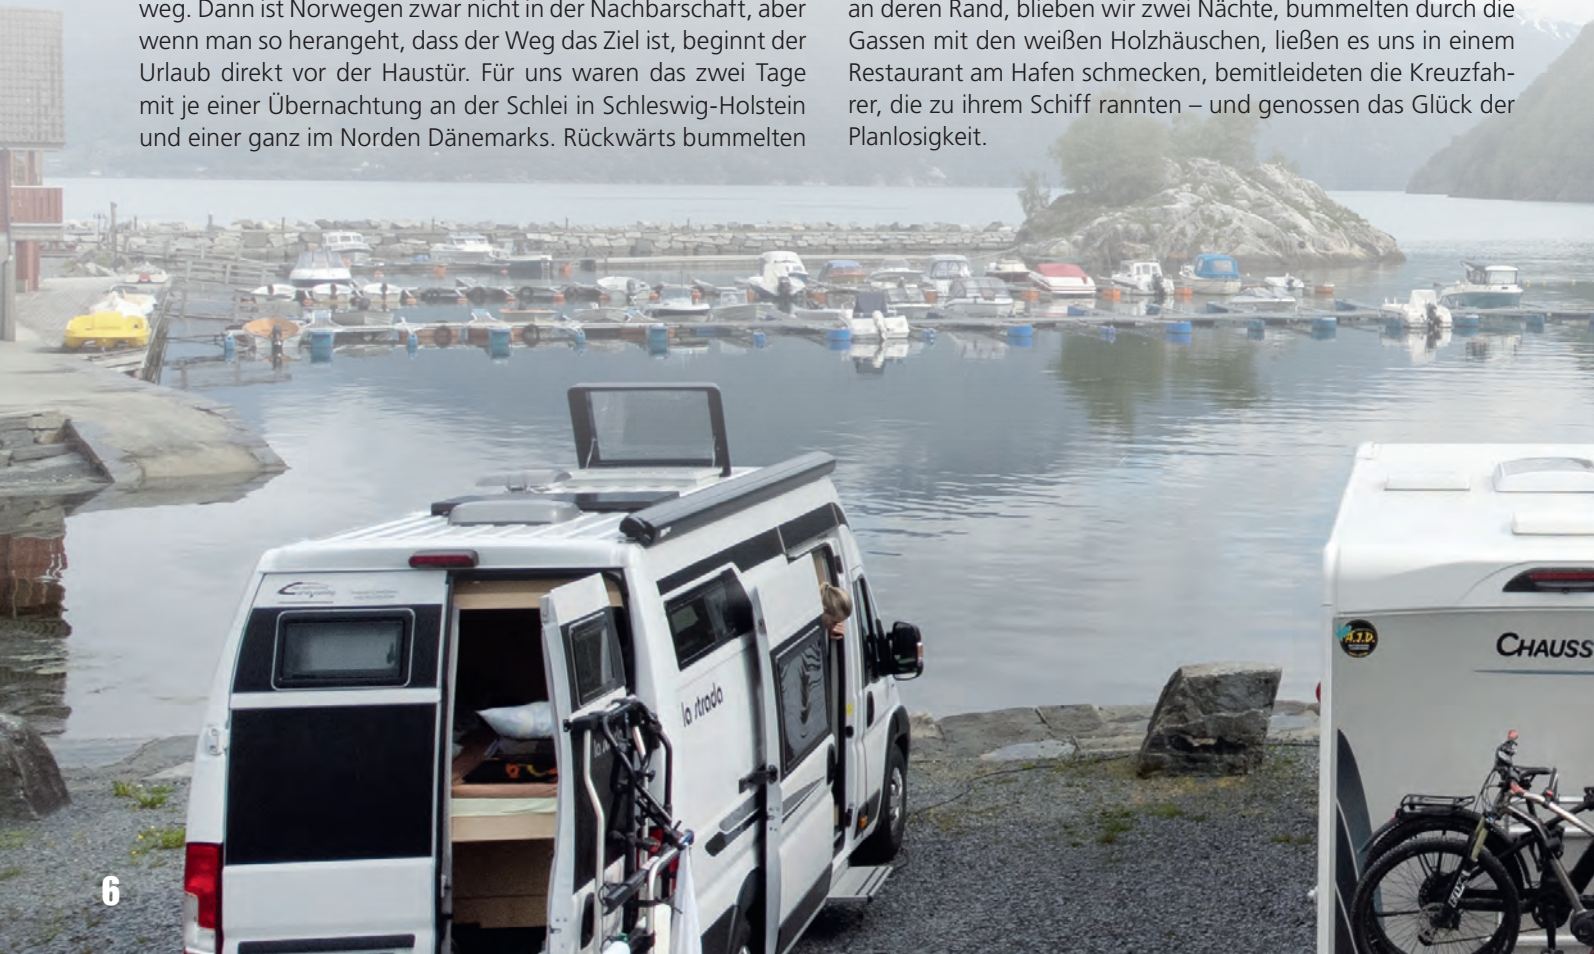 weg. Dann ist Norwegen zwar nicht in der Nachbarschaft, aber
wenn man so herangeht, dass der Weg das Ziel ist, beginnt der
Urlaub direkt vor der Haustür. Für uns waren das zwei Tage
mit je einer Übernachtung an der Schlei in Schleswig-Holstein
und einer ganz im Norden Dänemarks. Rückwärts bummelten
an deren Rand, blieben wir zwei Nächte, bummelten durch die
Gassen mit den weißen Holzhäuschen, ließen es uns in einem
Restaurant am Hafen schmecken, bemitleideten die Kreuzfah-
rer, die zu ihrem Schiff rannten – und genossen das Glück der
Planlosigkeit.
la strada
A.J.D.
CHAUSS
6